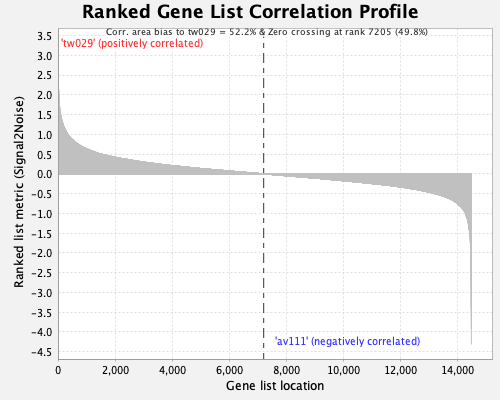 Ranked Gene List Correlation Profile
Corr. area bias to tw029 = 52.2% & Zero crossing at rank 7205 (49.8%)
'tw029' (positively correlated)
3.5
3.0
2.5
2.0
1.5
1.0
0.5
0.0
-0.5
-1.0
-1.5
-2.0
-2.5
-3.0
-3.5
-4.0
-4.5
Ranked list metric (Signal2Noise)
'av111' (negatively correlated)
0 2,000 4,000 6,000 8,000 10,000 12,000 14,000
Gene list location